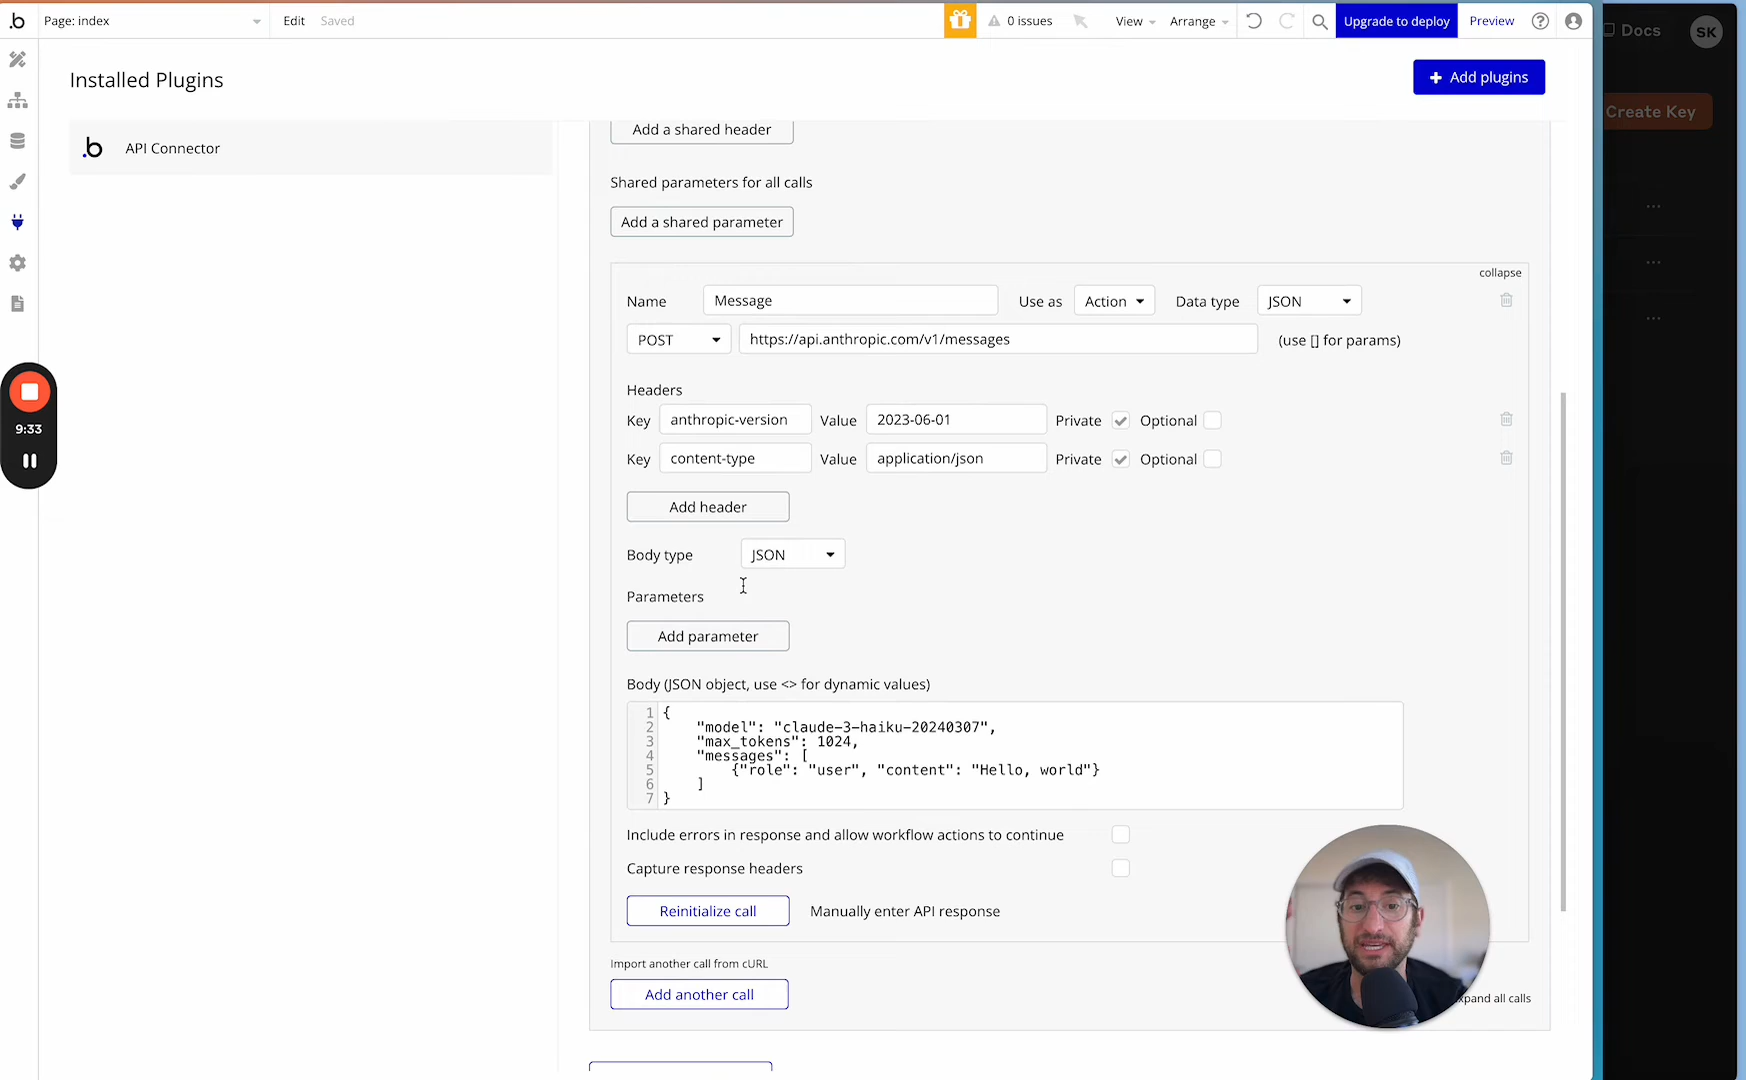 .b Page: index Edit Saved 0 issues View Arrange Upgrade to deploy Preview Docs SK
Installed Plugins
Add plugins
Create Key
.b API Connector
Add a shared header
Shared parameters for all calls
Add a shared parameter
collapse
Name Message Use as Action Data type JSON
POST https://api.anthropic.com/v1/messages (use [] for params)
Headers
Key anthropic-version Value 2023-06-01 Private Optional
Key content-type Value application/json Private Optional
9:33
Add header
Body type JSON
Parameters
Add parameter
Body (JSON object, use <> for dynamic values)
1 {
2 "model": "claude-3-haiku-20240307",
3 "max_tokens": 1024,
4 "messages": [
5 {"role": "user", "content": "Hello, world"}
6 ]
7 }
Include errors in response and allow workflow actions to continue
Capture response headers
Reinitialize call Manually enter API response
Import another call from cURL
Add another call
xpand all calls